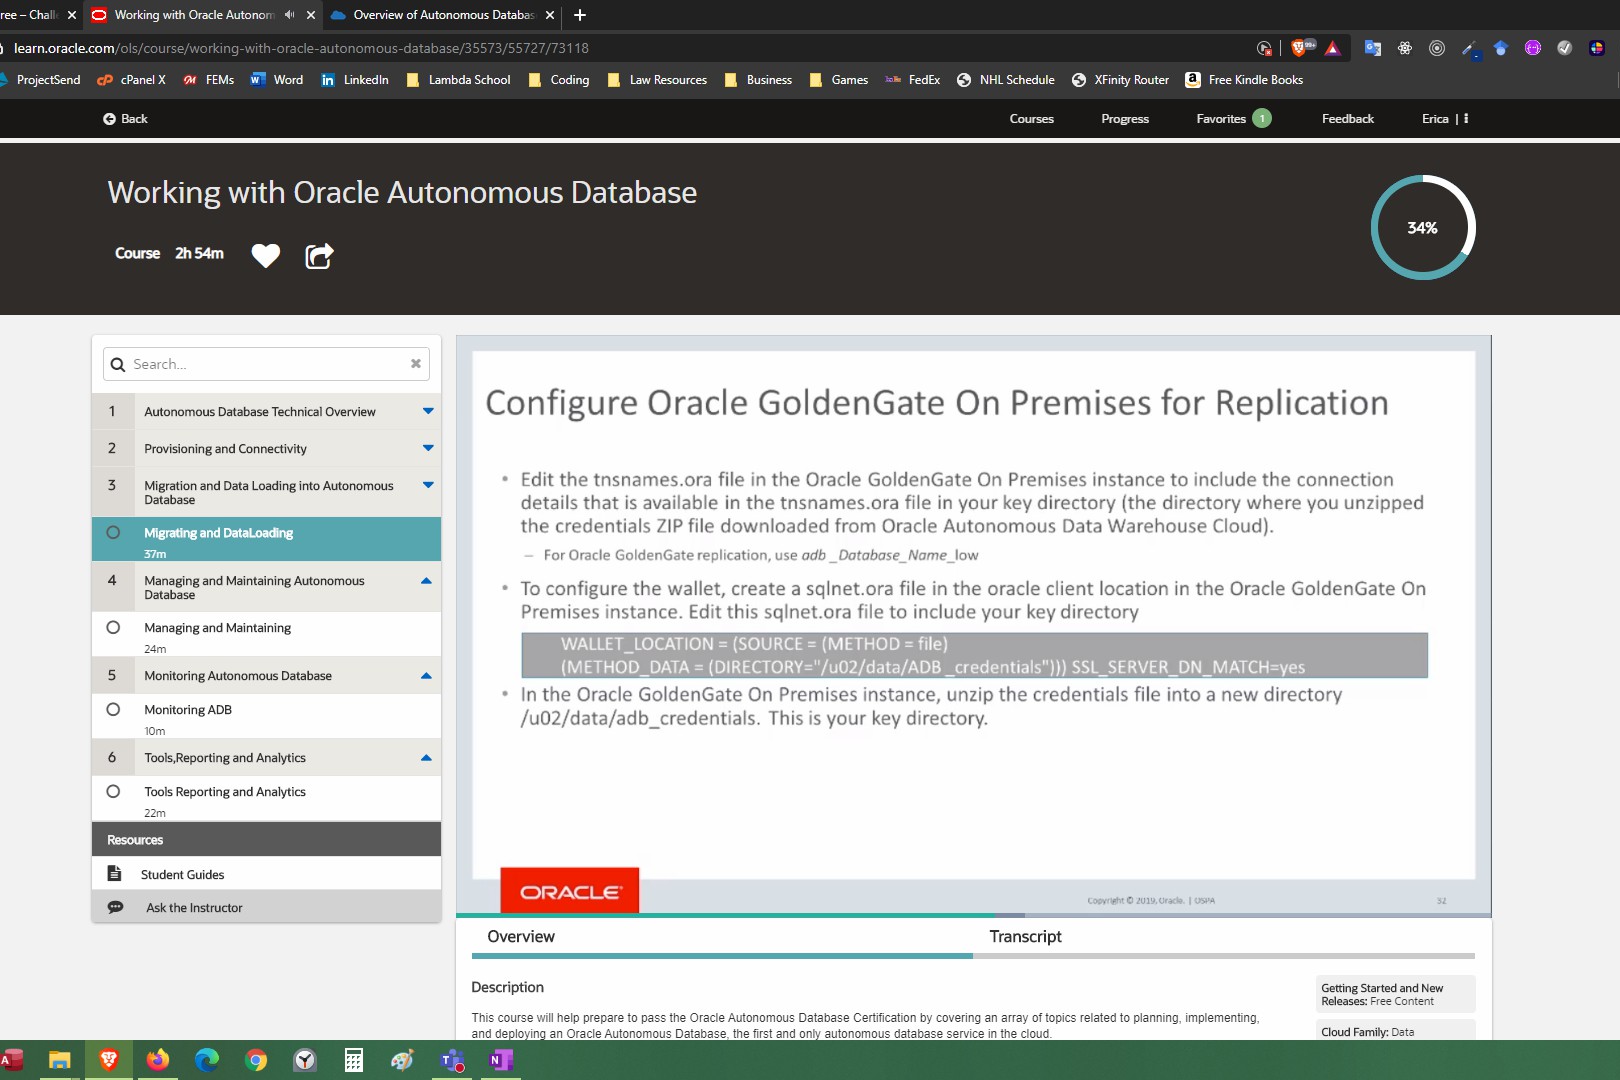 ree – Chall
Working with Oracle Autonom
Overview of Autonomous Databas
learn.oracle.com/ols/course/working-with-oracle-autonomous-database/35573/55727/73118
99+
ProjectSend
cPanel X
FEMs
Word
LinkedIn
Lambda School
Coding
Law Resources
Business
Games
FedEx
NHL Schedule
XFinity Router
Free Kindle Books
Back
Courses
Progress
Favorites 1
Feedback
Erica |
Working with Oracle Autonomous Database
Course 2h 54m
34%
Search...
1 Autonomous Database Technical Overview
2 Provisioning and Connectivity
3 Migration and Data Loading into Autonomous
Database
Migrating and DataLoading
37m
4 Managing and Maintaining Autonomous
Database
Managing and Maintaining
24m
5 Monitoring Autonomous Database
Monitoring ADB
10m
6 Tools,Reporting and Analytics
Tools Reporting and Analytics
22m
Resources
Student Guides
Ask the Instructor
Configure Oracle GoldenGate On Premises for Replication
• Edit the tnsnames.ora file in the Oracle GoldenGate On Premises instance to include the connection
details that is available in the tnsnames.ora file in your key directory (the directory where you unzipped
the credentials ZIP file downloaded from Oracle Autonomous Data Warehouse Cloud).
– For Oracle GoldenGate replication, use adb _Database_Name_low
• To configure the wallet, create a sqlnet.ora file in the oracle client location in the Oracle GoldenGate On
Premises instance. Edit this sqlnet.ora file to include your key directory
WALLET_LOCATION = (SOURCE = (METHOD = file)
(METHOD_DATA = (DIRECTORY="/u02/data/ADB _credentials"))) SSL_SERVER_DN_MATCH=yes
• In the Oracle GoldenGate On Premises instance, unzip the credentials file into a new directory
/u02/data/adb_credentials. This is your key directory.
ORACLE
Copyright © 2019, Oracle. | OSPA
32
Overview
Transcript
Description
This course will help prepare to pass the Oracle Autonomous Database Certification by covering an array of topics related to planning, implementing,
and deploying an Oracle Autonomous Database, the first and only autonomous database service in the cloud.
Getting Started and New
Releases: Free Content
Cloud Family: Data